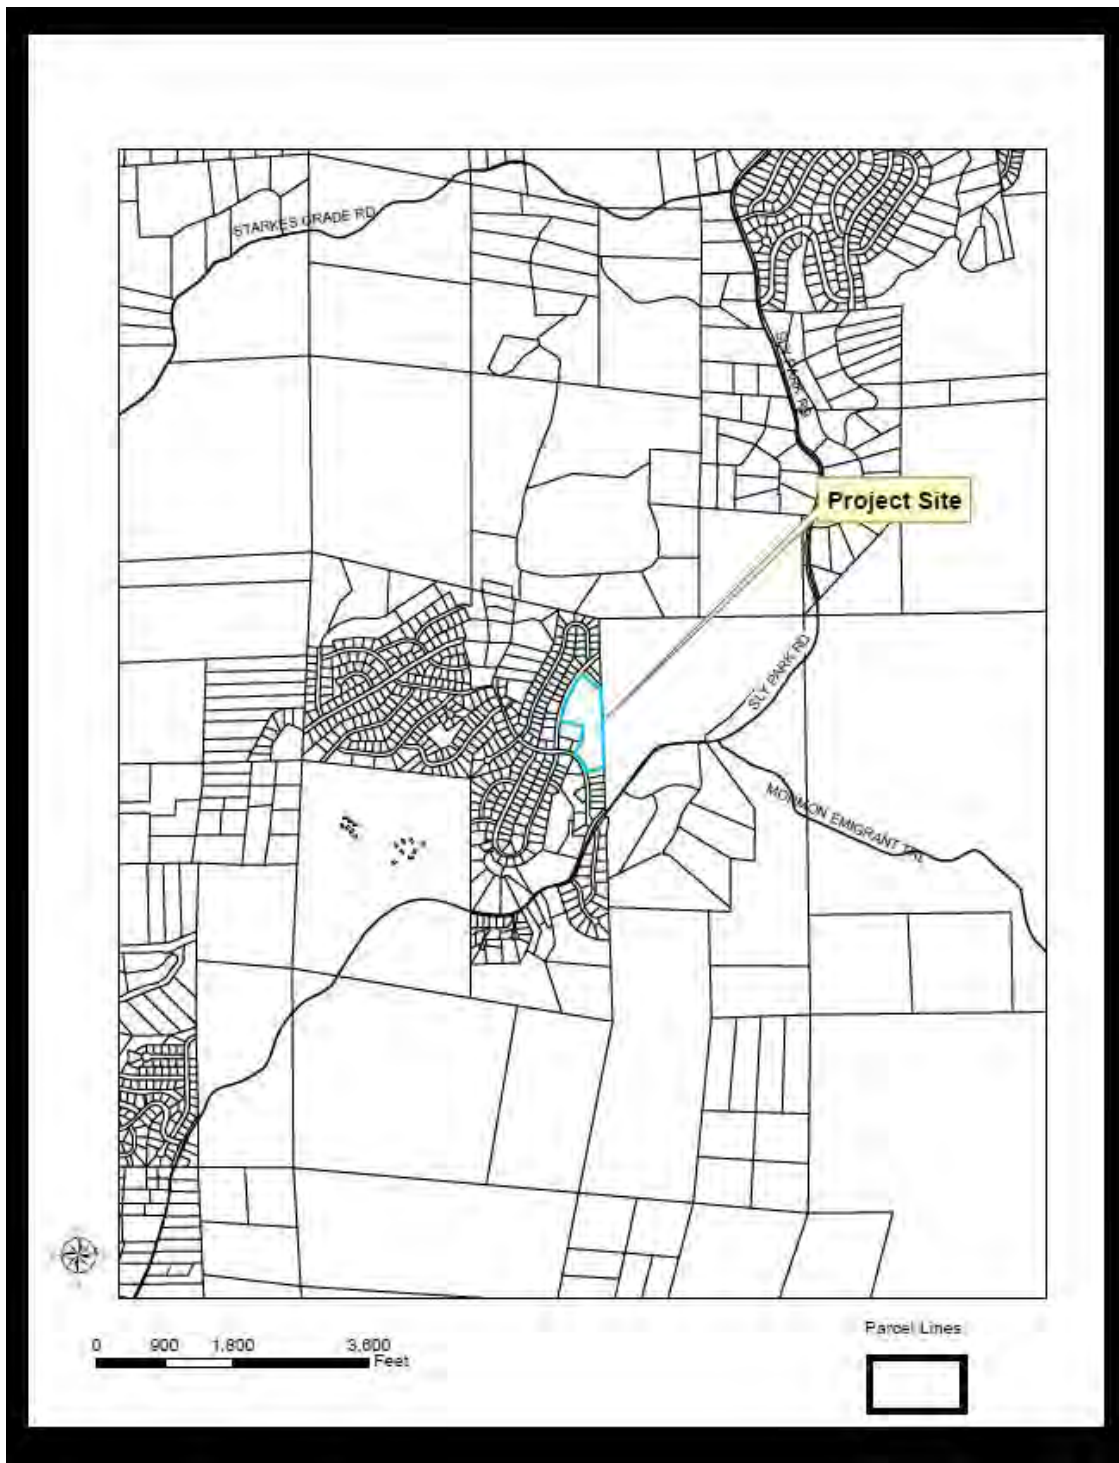 STARKES GRADE RD
SLY PARK RD
Project Site
SLY PARK RD
MORMON EMIGRANT TRL
Parcel Lines
0 900 1,800 3,600
Feet